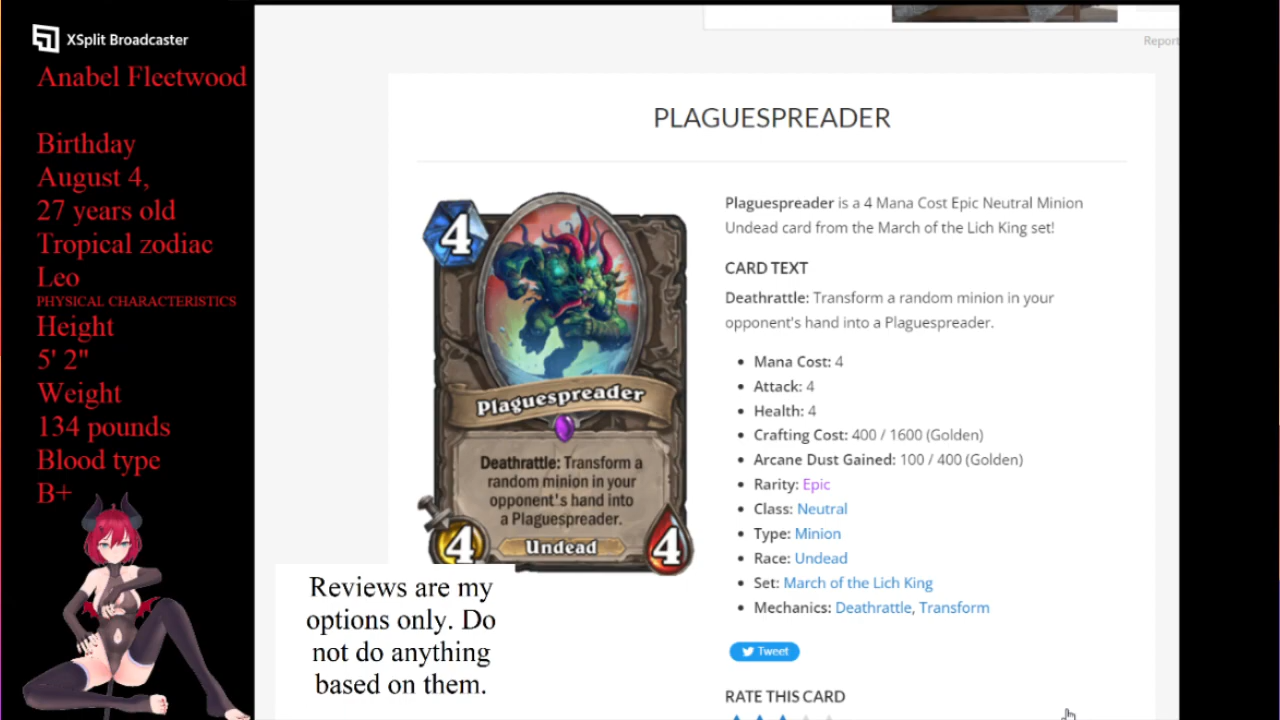 XSplit Broadcaster
Anabel Fleetwood
Birthday
August 4,
27 years old
Tropical zodiac
Leo
PHYSICAL CHARACTERISTICS
Height
5' 2"
Weight
134 pounds
Blood type
B+
Report
PLAGUESPREADER
4
Plaguespreader
Deathrattle: Transform a
random minion in your
opponent's hand into
a Plaguespreader.
4
Undead
4
Plaguespreader is a 4 Mana Cost Epic Neutral Minion
Undead card from the March of the Lich King set!
CARD TEXT
Deathrattle: Transform a random minion in your
opponent's hand into a Plaguespreader.
Mana Cost: 4
Attack: 4
Health: 4
Crafting Cost: 400 / 1600 (Golden)
Arcane Dust Gained: 100 / 400 (Golden)
Rarity: Epic
Class: Neutral
Type: Minion
Race: Undead
Set: March of the Lich King
Mechanics: Deathrattle, Transform
Tweet
RATE THIS CARD
Reviews are my
options only. Do
not do anything
based on them.